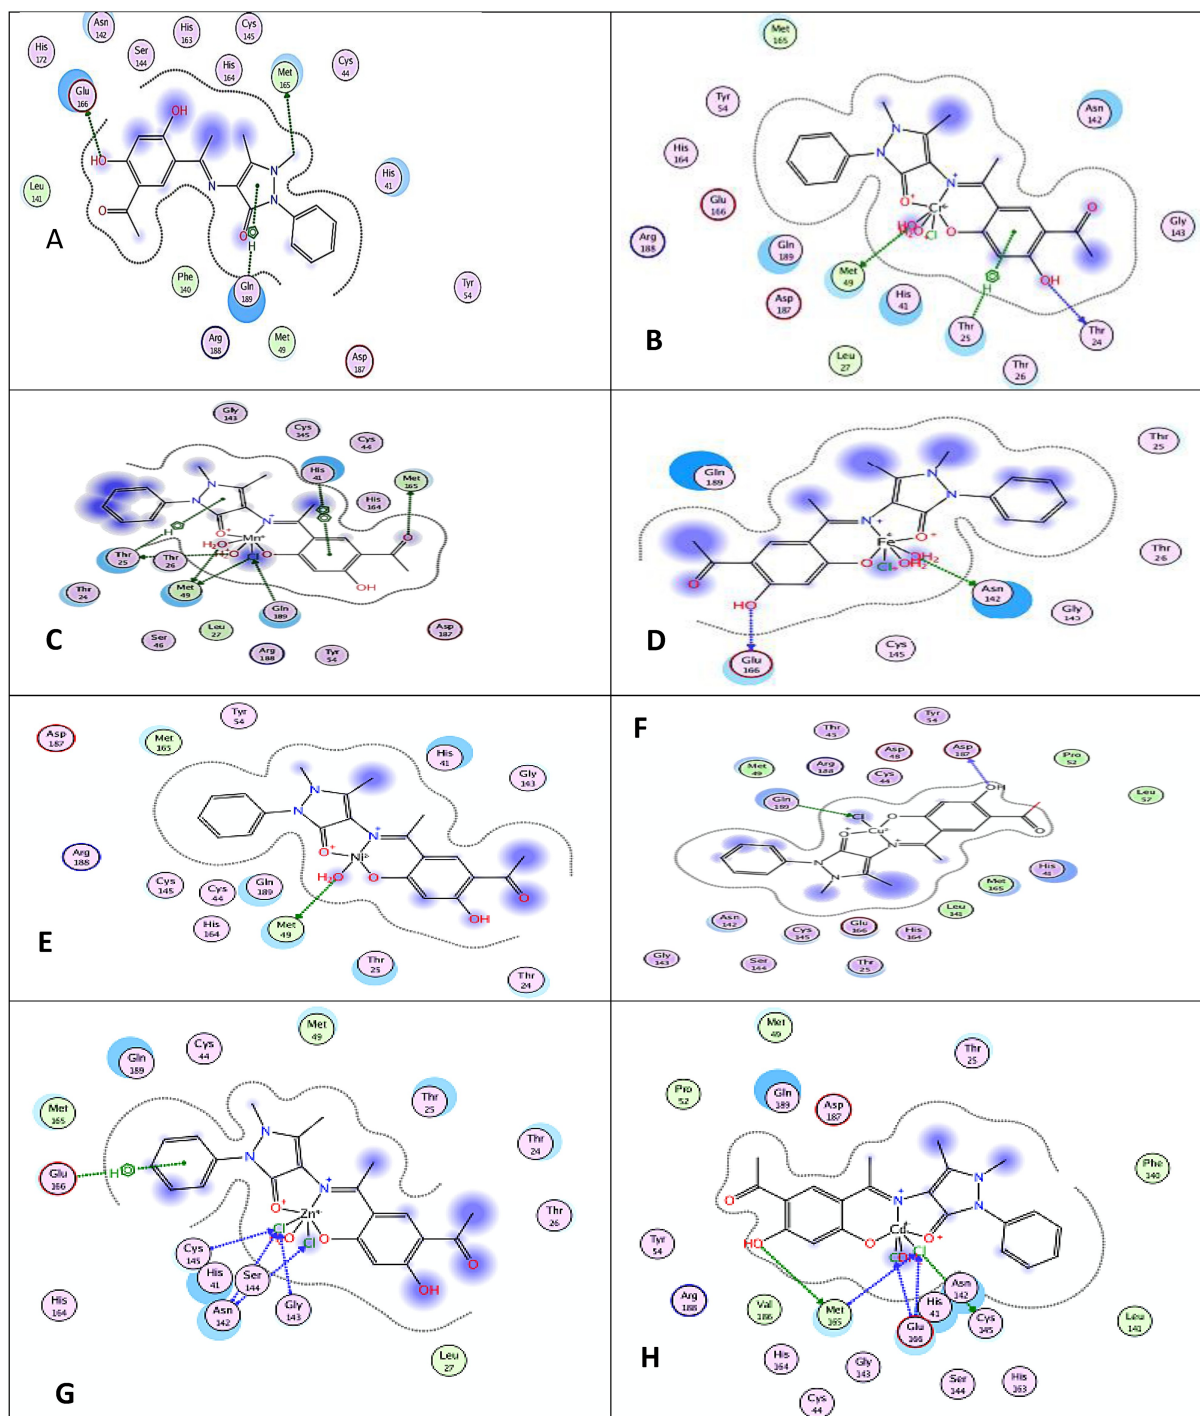 A
His 172
Asn 142
Ser 144
His 163
His 164
Cys 145
Met 165
Cys 44
Glu 166
OH
HO
Leu 141
O
N
N
N
O
H
His 41
Phe 140
Gln 189
Tyr 54
Arg 188
Met 49
Asp 187
B
Met 165
Tyr 54
Asn 142
His 164
Glu 166
Arg 188
Gln 189
Met 49
Asp 187
His 41
Leu 27
Thr 25
Thr 26
Thr 24
Gly 143
N
N
N+
O+
Cr
H2O
Cl
O
O
OH
H
C
Gly 143
Cys 145
Cys 44
His 41
Met 165
His 164
Thr 25
Thr 26
Thr 24
Met 49
Gln 189
Ser 46
Leu 27
Arg 188
Tyr 54
Asp 187
N
N
N+
O+
Mn+
H2O
Cl
O
O
OH
H
D
Gln 189
Thr 25
Thr 26
Asn 142
Gly 143
Cys 145
Glu 166
N
N
N+
O+
Fe
Cl
OH2
OH2
O
O
HO
E
Asp 187
Met 165
Tyr 54
His 41
Gly 143
Arg 188
Cys 145
Cys 44
Gln 189
His 164
Met 49
Thr 25
Thr 24
N
N
N+
O+
Ni
H2O
O
O
OH
F
Thr 45
Tyr 54
Asp 187
Asp 48
Pro 52
Met 49
Arg 188
Cys 44
Leu 57
Gln 189
His 41
Met 165
Leu 141
Asn 142
Cys 145
Glu 166
His 164
Gly 143
Ser 144
Thr 25
Cl
O
O+
Cu
N
N
N
OH
O
G
Gln 189
Cys 44
Met 49
Met 165
Thr 25
Thr 24
Glu 166
Thr 26
Cys 145
His 41
Ser 144
Asn 142
Gly 143
His 164
Leu 27
H
N
N
N+
O+
Zn
Cl
HO
Cl
O
O
OH
H
Met 49
Thr 25
Pro 52
Gln 189
Asp 187
Phe 140
Tyr 54
Arg 188
Val 186
Met 165
His 41
Asn 142
Glu 166
Cys 145
Leu 141
His 164
Gly 143
Ser 144
His 163
Cys 44
O
HO
O
N+
N
N
Cd
O+
Cl